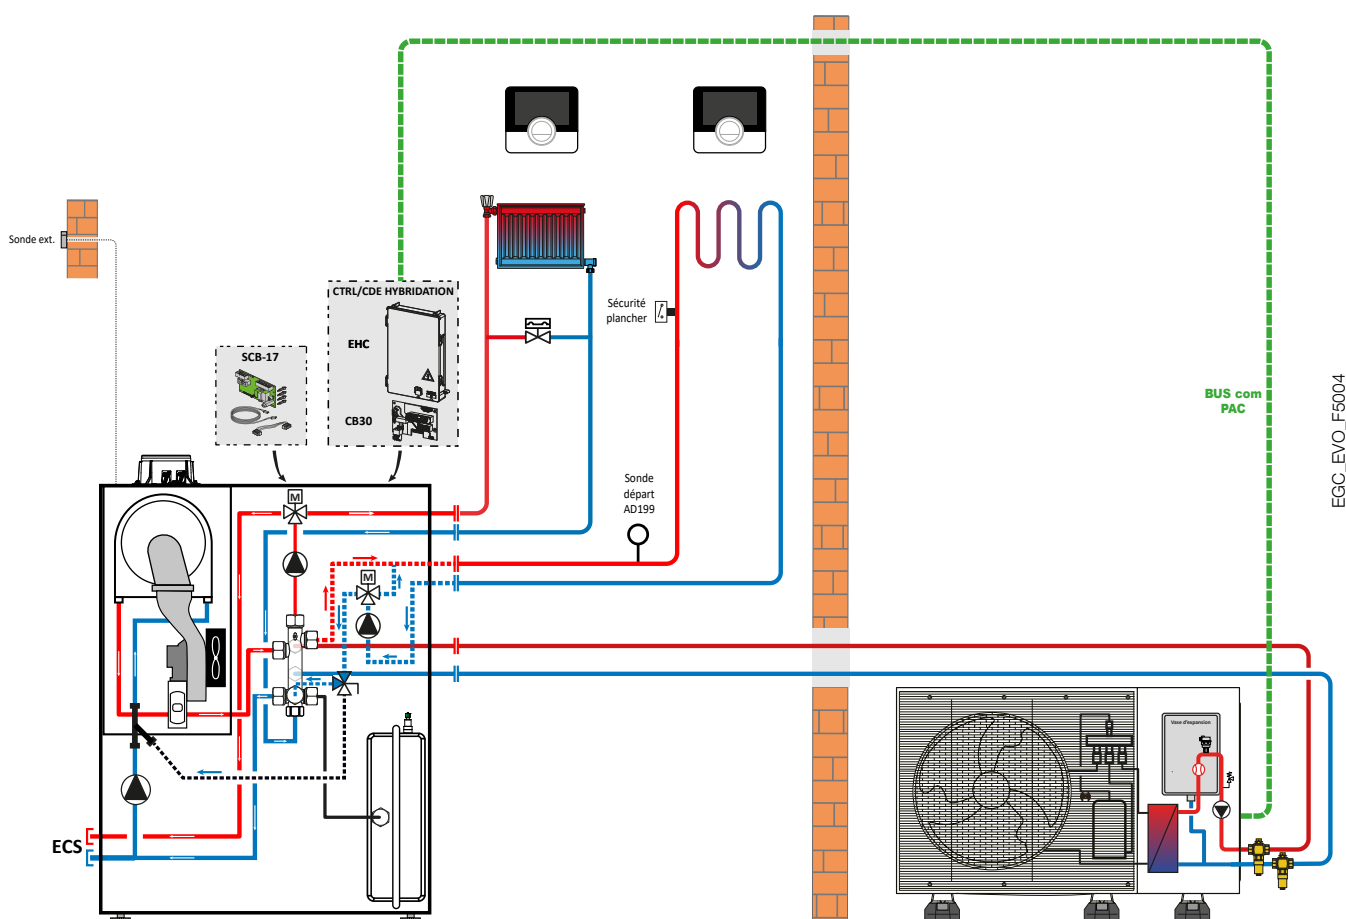 Sonde ext.
CTRL/CDE HYBRIDATION
EHC
CB30
SCB-17
Sécurité
plancher
Sonde
départ
AD199
BUS com
PAC
EGC_EVO_F5004
M
M
Vase d'expansion
ECS